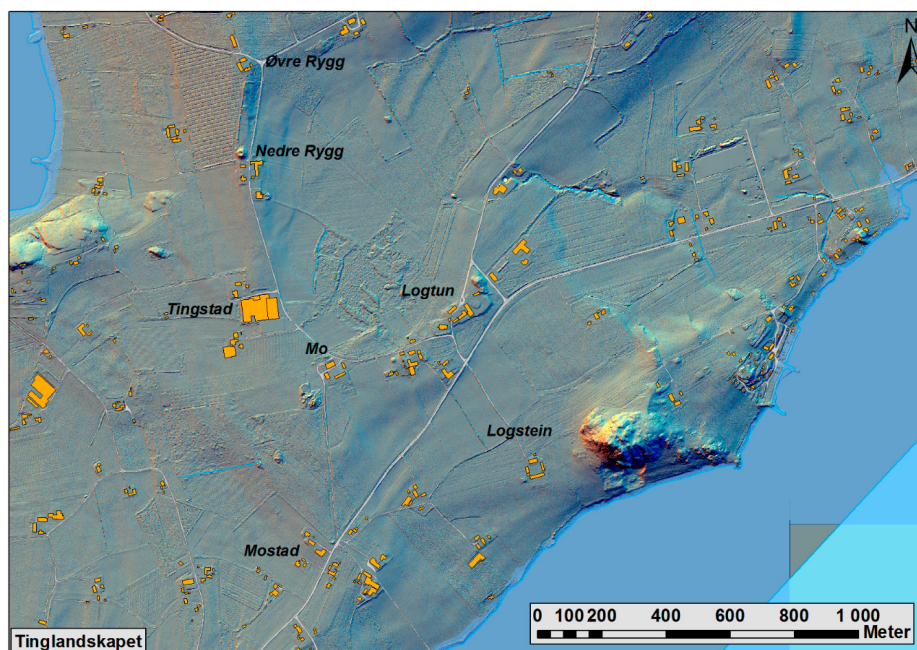 N
Øvre Rygg
Nedre Rygg
Logtun
Tingstad
Mo
Logstein
Mostad
0 100 200 400 600 800 1 000
Meter
Tinglandskapet